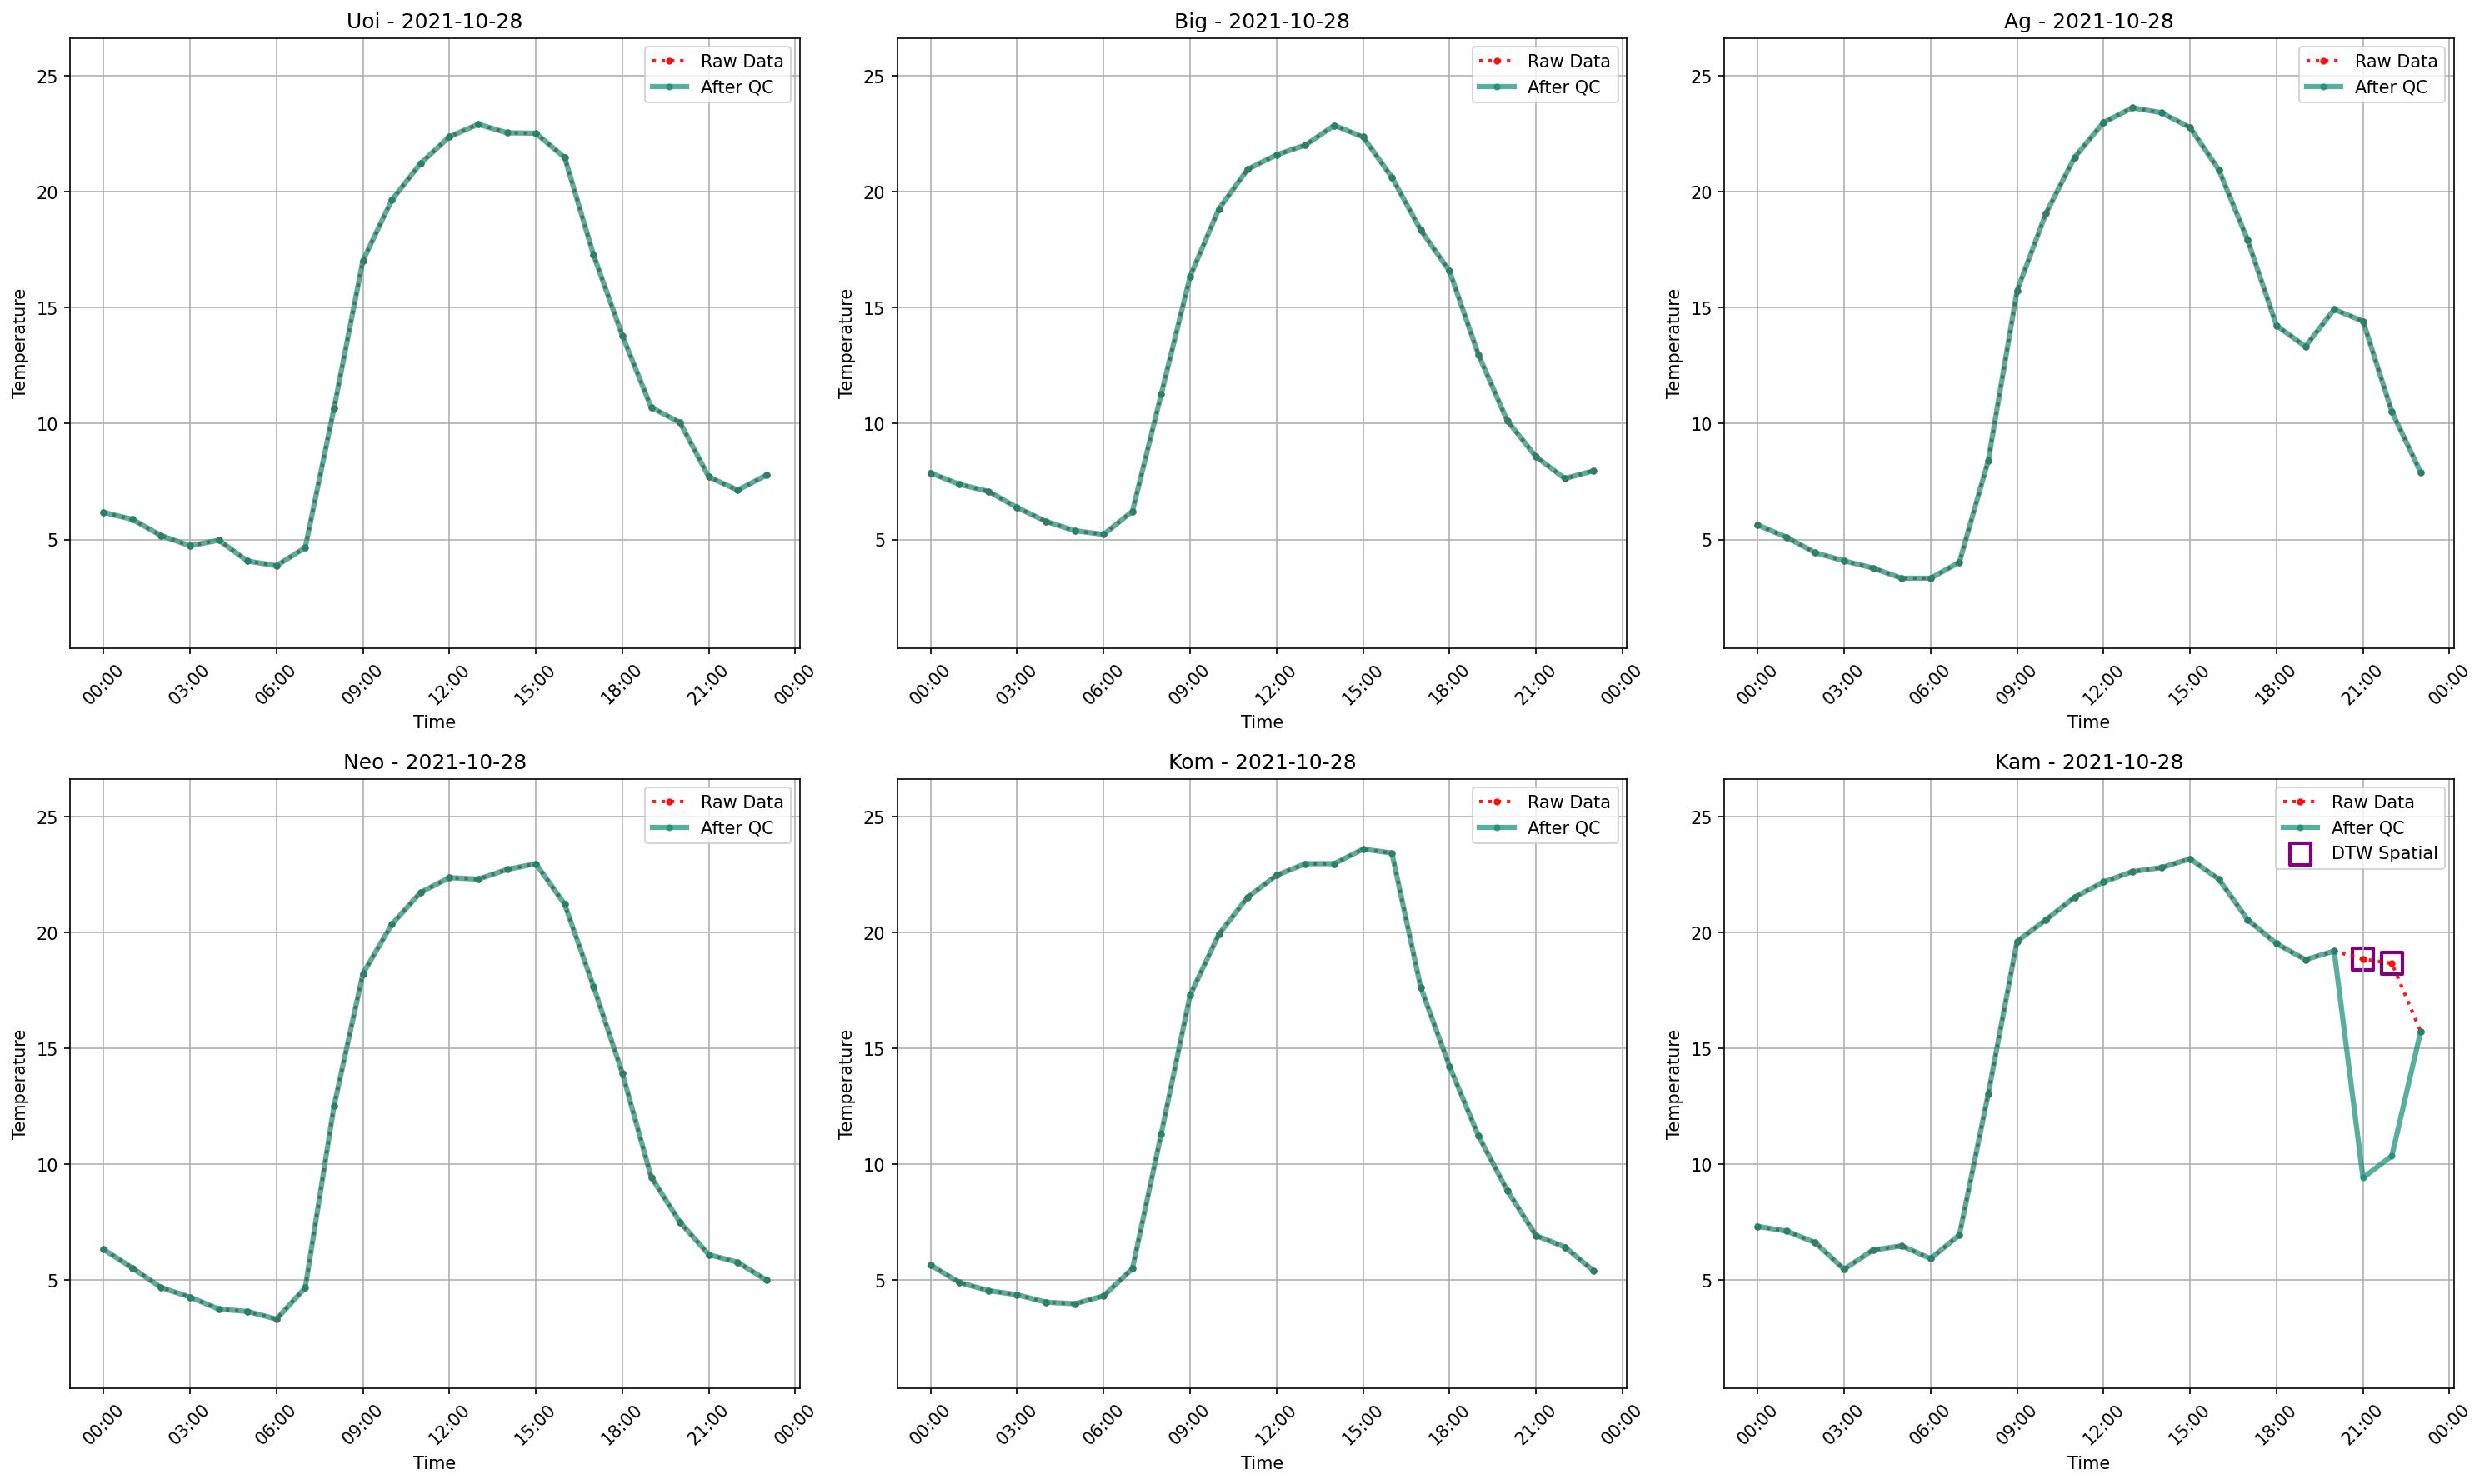 Uoi - 2021-10-28
Raw Data
After QC
25
20
15
10
5
Temperature
00:00
03:00
06:00
09:00
12:00
15:00
18:00
21:00
00:00
Time
Big - 2021-10-28
Raw Data
After QC
25
20
15
10
5
Temperature
00:00
03:00
06:00
09:00
12:00
15:00
18:00
21:00
00:00
Time
Ag - 2021-10-28
Raw Data
After QC
25
20
15
10
5
Temperature
00:00
03:00
06:00
09:00
12:00
15:00
18:00
21:00
00:00
Time
Neo - 2021-10-28
Raw Data
After QC
25
20
15
10
5
Temperature
00:00
03:00
06:00
09:00
12:00
15:00
18:00
21:00
00:00
Time
Kom - 2021-10-28
Raw Data
After QC
25
20
15
10
5
Temperature
00:00
03:00
06:00
09:00
12:00
15:00
18:00
21:00
00:00
Time
Kam - 2021-10-28
Raw Data
After QC
DTW Spatial
25
20
15
10
5
Temperature
00:00
03:00
06:00
09:00
12:00
15:00
18:00
21:00
00:00
Time